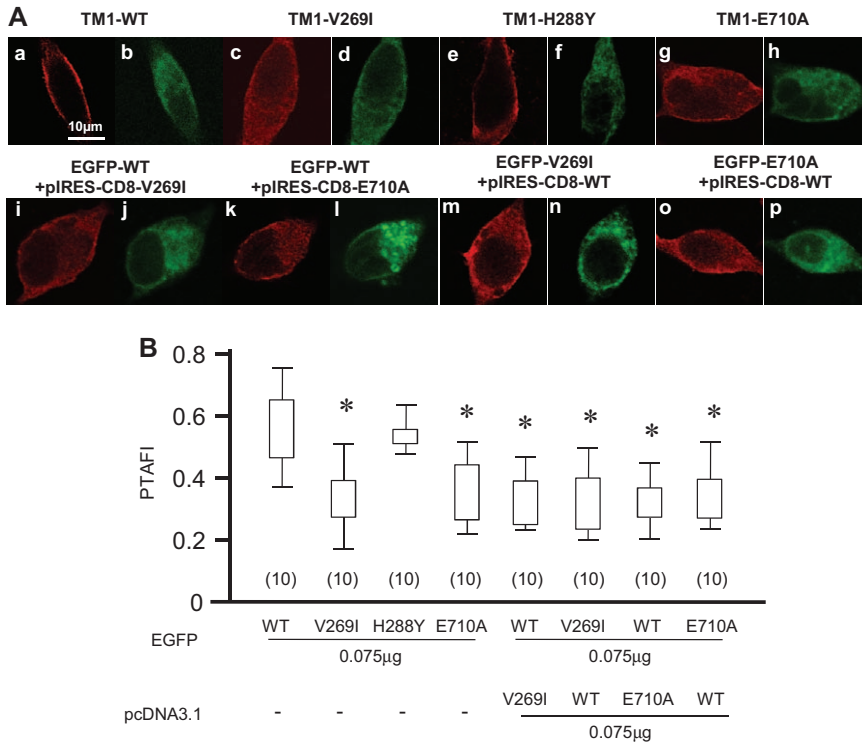 A
TM1-WT TM1-V269I TM1-H288Y TM1-E710A
a b c d e f g h
10µm
EGFP-WT EGFP-WT EGFP-V269I EGFP-E710A
+pIRES-CD8-V269I +pIRES-CD8-E710A +pIRES-CD8-WT +pIRES-CD8-WT
i j k l m n o p
B
0.8
0.6
0.4
0.2
0
PTAFI
* * * * * *
(10) (10) (10) (10) (10) (10) (10) (10)
EGFP WT V269I H288Y E710A WT V269I WT E710A
0.075µg 0.075µg
pcDNA3.1 - - - - V269I WT E710A WT
0.075µg